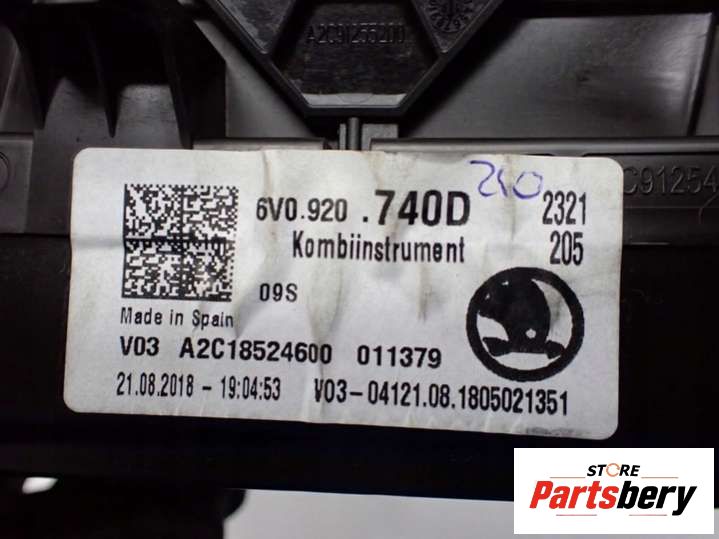 A2C91255200
6V0.920 .740D 210 2321
Kombiinstrument 205
09S
Made in Spain
V03 A2C18524600 011379
21.08.2018 - 19:04:53 V03-04121.08.1805021351
C91254
STORE
Partsbery